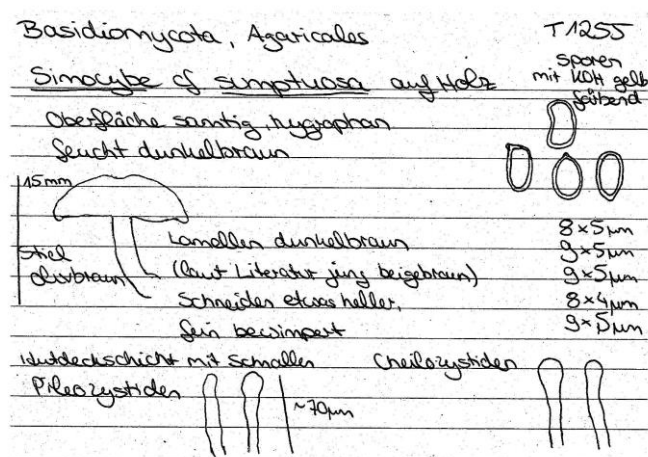 Basidiomycota, Agaricales
T1255
Simocybe cf sumptuosa auf Holz
Sporen
mit KOH gelb
färbend
Oberfläche samtig, hygrophan
feucht dunkelbraun
15mm
Stiel
olivbraun
Lamellen dunkelbraun
(laut Literatur jung beigebraun)
Schneiden etwas heller,
fein bewimpert
8×5µm
9×5µm
9×5µm
8×4µm
9×5µm
Hutdeckschicht mit Schnallen
Pileozystiden
~70µm
Cheilozystiden